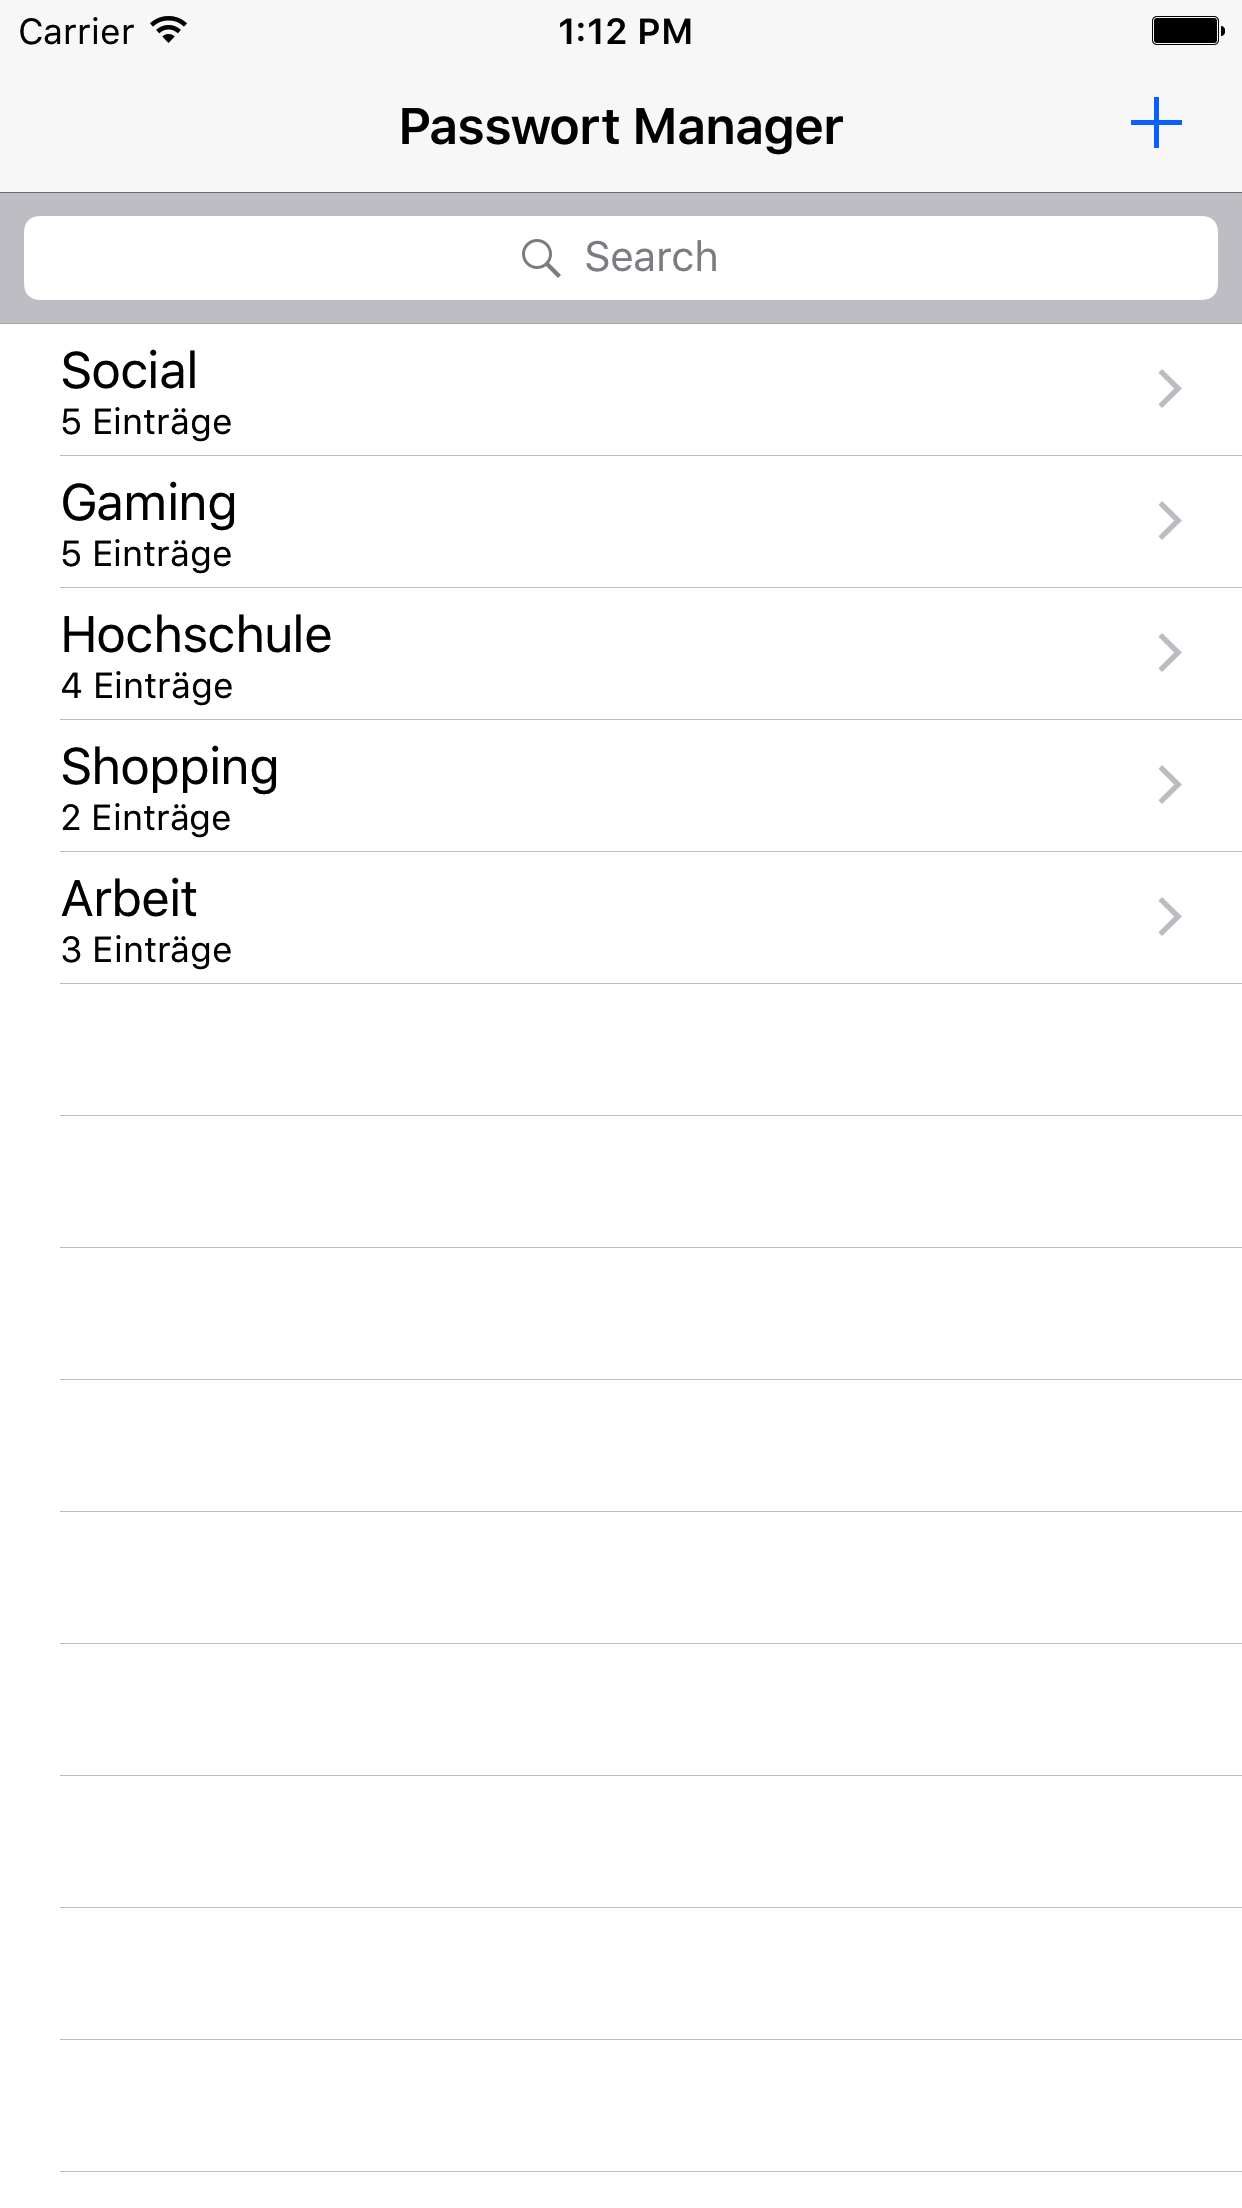 Carrier 1:12 PM
Passwort Manager
Search
Social
5 Einträge
Gaming
5 Einträge
Hochschule
4 Einträge
Shopping
2 Einträge
Arbeit
3 Einträge